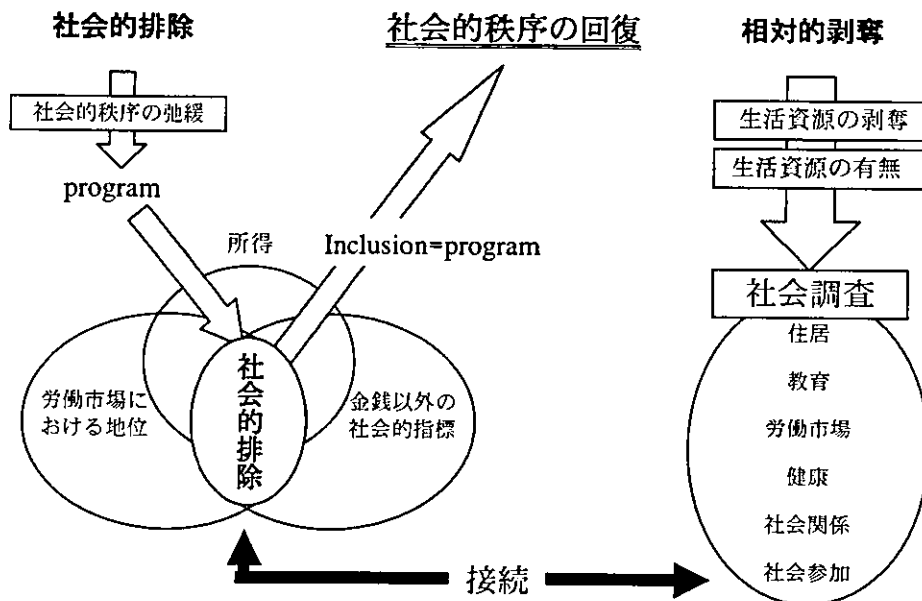 社会的排除
社会的秩序の回復
相対的剥奪
社会的秩序の弛緩
生活資源の剥奪
生活資源の有無
program
所得
Inclusion=program
社会調査
労働市場に
おける地位
社会的排除
金銭以外の
社会的指標
住居
教育
労働市場
健康
社会関係
社会参加
接続